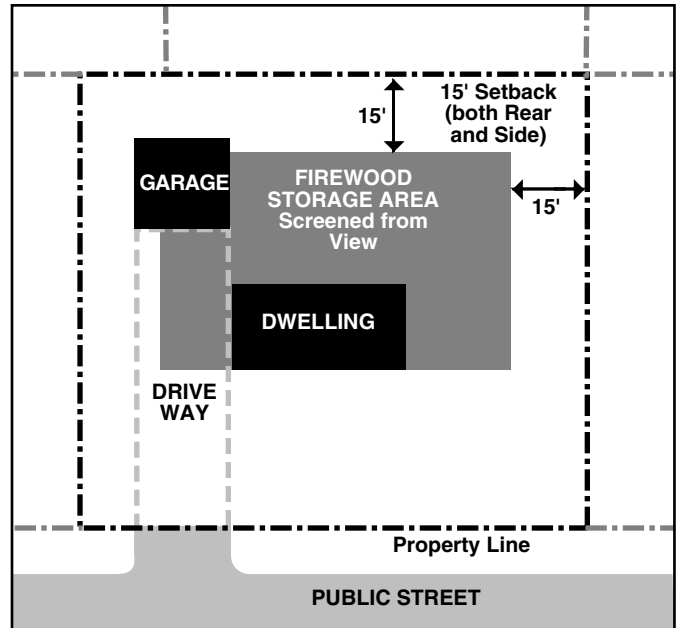 15' Setback
(both Rear
and Side)
15'
15'
GARAGE
FIREWOOD
STORAGE AREA
Screened from
View
DWELLING
DRIVE
WAY
Property Line
PUBLIC STREET